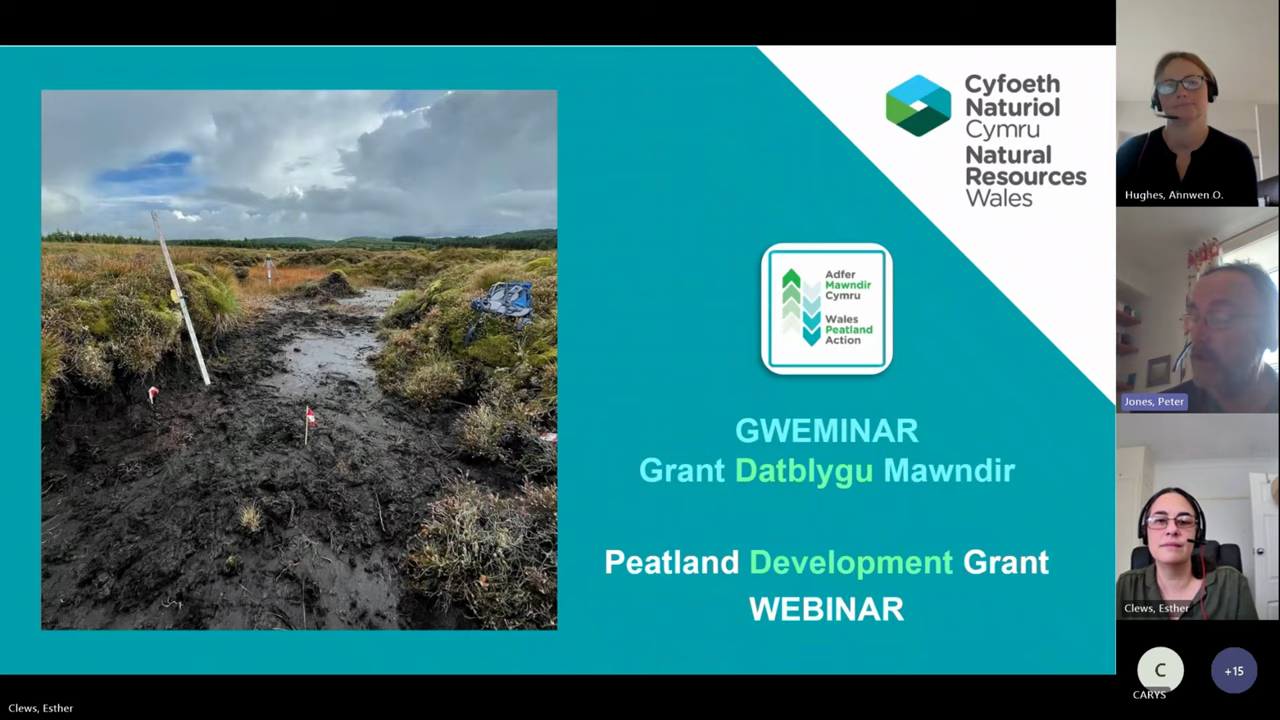 Cyfoeth
Naturiol
Cymru
Natural
Resources
Wales
Adfer
Mawndir
Cymru
Wales
Peatland
Action
GWEMINAR
Grant Datblygu Mawndir
Peatland Development Grant
WEBINAR
Hughes, Annwen O.
Jones, Peter
Clews, Esther
C
CARYS
+15
Clews, Esther